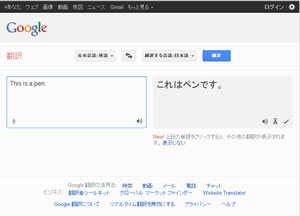 +あなた ウェブ 画像 動画 地図 ニュース Gmail もっと見る
ログイン
Google
翻訳
元の言語: 英語
翻訳する言語: 日本語
翻訳
This is a pen.
これはペンです。
New! 上記の単語をクリックすると、その他の翻訳が表示されます。 表示しない
Google 翻訳の活用法: 検索 動画 メール 電話 チャット
ビジネス: 翻訳者ツールキット グローバル マーケット ファインダー Website Translator
Google 翻訳について リアルタイム翻訳を無効にする プライバシー ヘルプ